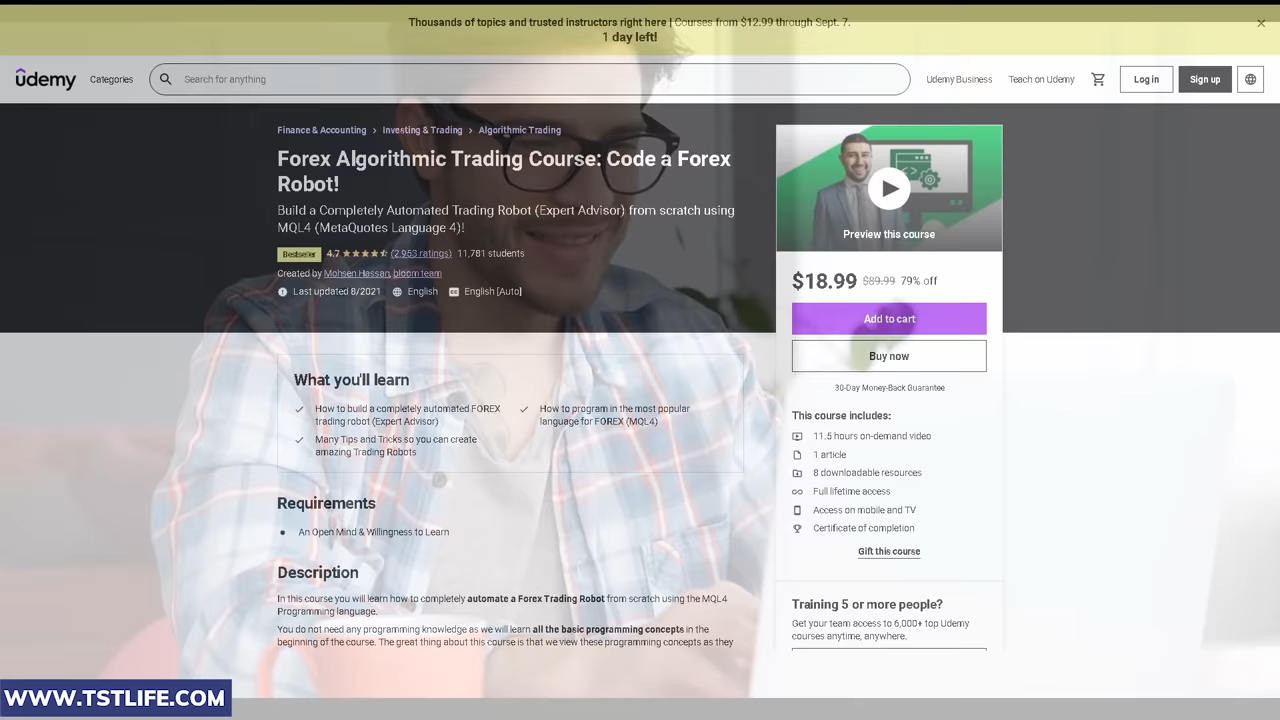 Thousands of topics and trusted instructors right here | Courses from $12.99 through Sept. 7.
1 day left!
udemy
Categories
Search for anything
Udemy Business
Teach on Udemy
Log in
Sign up
Finance & Accounting > Investing & Trading > Algorithmic Trading
Forex Algorithmic Trading Course: Code a Forex
Robot!
Build a Completely Automated Trading Robot (Expert Advisor) from scratch using
MQL4 (MetaQuotes Language 4)!
Bestseller 4.7 (2,953 ratings) 11,781 students
Created by Mohsen Hassan, bloom team
Last updated 8/2021 English English [Auto]
Preview this course
$18.99 $89.99 79% off
Add to cart
Buy now
30-Day Money-Back Guarantee
This course includes:
11.5 hours on-demand video
1 article
8 downloadable resources
Full lifetime access
Access on mobile and TV
Certificate of completion
Gift this course
Training 5 or more people?
Get your team access to 6,000+ top Udemy
courses anytime, anywhere.
What you'll learn
How to build a completely automated FOREX
trading robot (Expert Advisor)
Many Tips and Tricks so you can create
amazing Trading Robots
How to program in the most popular
language for FOREX (MQL4)
Requirements
An Open Mind & Willingness to Learn
Description
In this course you will learn how to completely automate a Forex Trading Robot from scratch using the MQL4
Programming language.
You do not need any programming knowledge as we will learn all the basic programming concepts in the
beginning of the course. The great thing about this course is that we view these programming concepts as they
WWW.TSTLIFE.COM